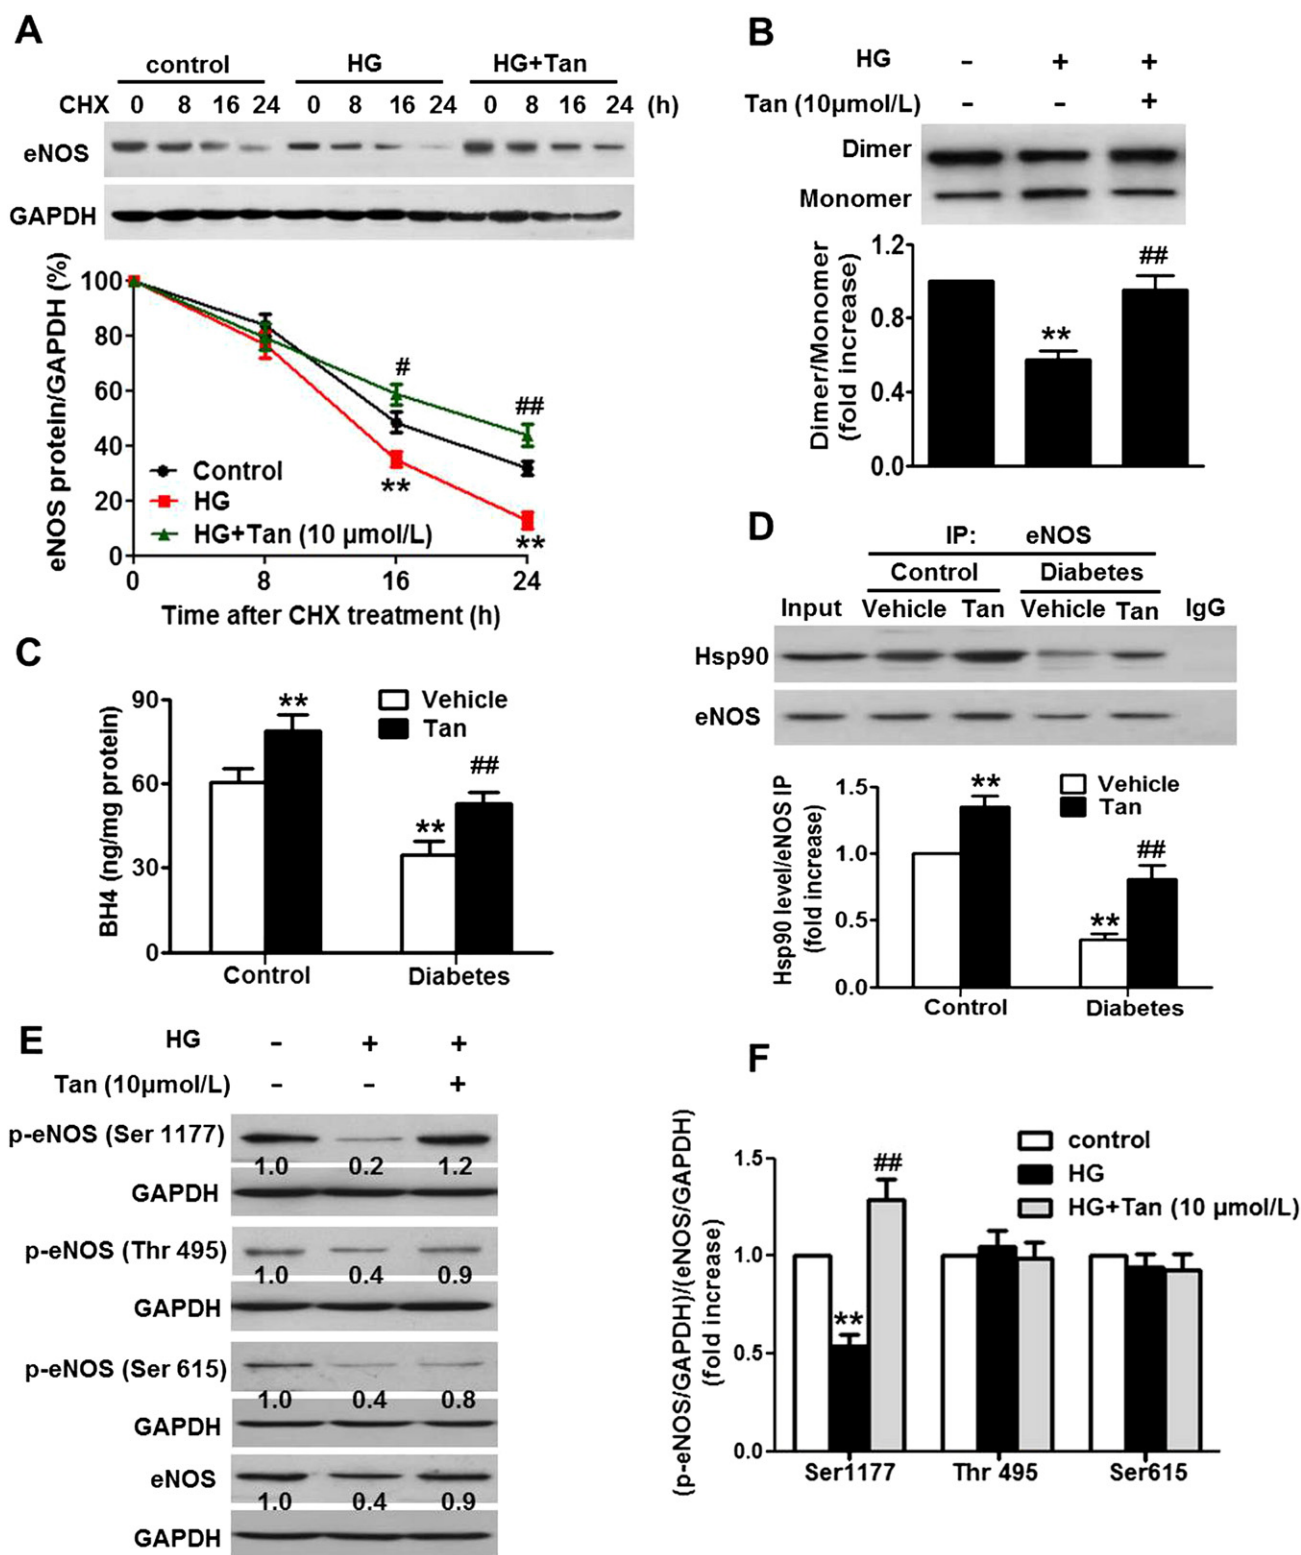 A
control HG HG+Tan
CHX 0 8 16 24 0 8 16 24 0 8 16 24 (h)
eNOS
GAPDH
eNOS protein/GAPDH (%)
100
80
60
40
20
0
# ##
** **
Control
HG
HG+Tan (10 μmol/L)
0 8 16 24
Time after CHX treatment (h)
B
HG - + +
Tan (10μmol/L) - - +
Dimer
Monomer
Dimer/Monomer
(fold increase)
1.2
0.8
0.4
0.0
** ##
C
BH4 (ng/mg protein)
90
60
30
0
Vehicle
Tan
** ** ##
Control Diabetes
D
IP: eNOS
Control Diabetes
Input Vehicle Tan Vehicle Tan IgG
Hsp90
eNOS
Hsp90 level/eNOS IP
(fold increase)
1.5
1.0
0.5
0.0
Vehicle
Tan
** ** ##
Control Diabetes
E
HG - + +
Tan (10μmol/L) - - +
p-eNOS (Ser 1177)
1.0 0.2 1.2
GAPDH
p-eNOS (Thr 495)
1.0 0.4 0.9
GAPDH
p-eNOS (Ser 615)
1.0 0.4 0.8
GAPDH
eNOS
1.0 0.4 0.9
GAPDH
F
(p-eNOS/GAPDH)/(eNOS/GAPDH)
(fold increase)
1.5
1.0
0.5
0.0
control
HG
HG+Tan (10 μmol/L)
** ##
Ser1177 Thr 495 Ser615